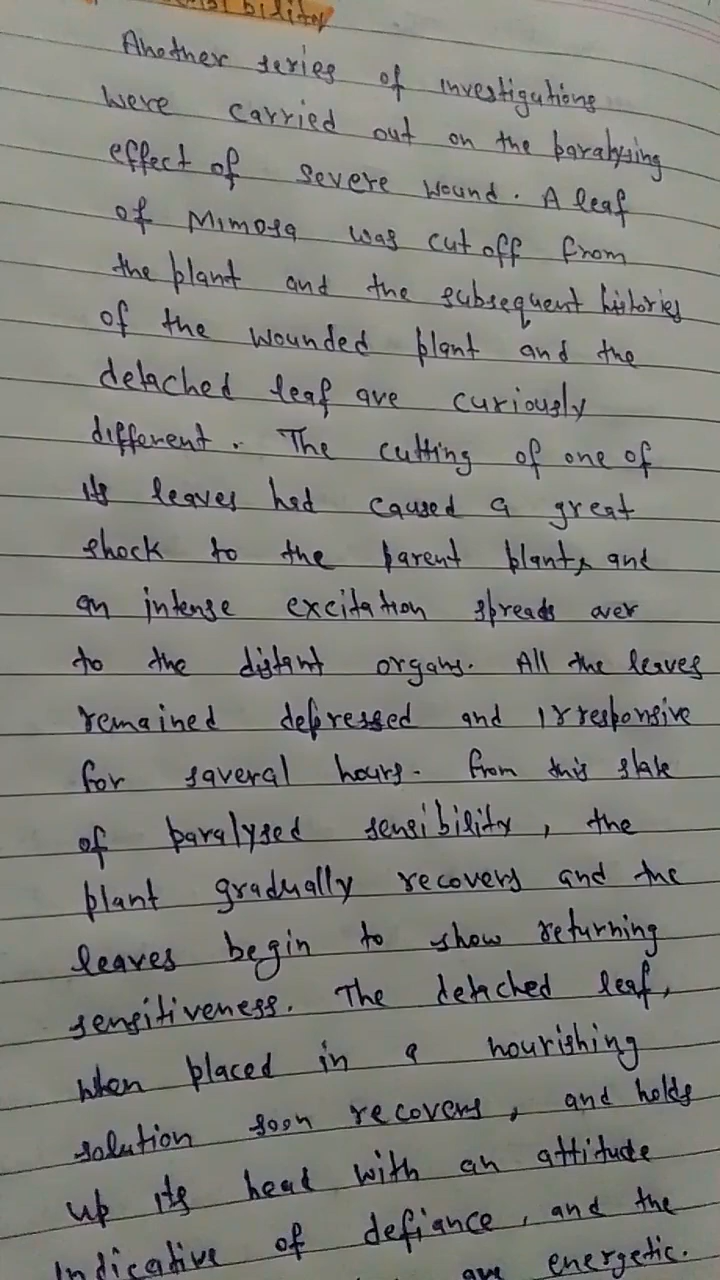 bility
Another series of investigations
were carried out on the paralysing
effect of severe wound. A leaf
of Mimosa was cut off from
the plant and the subsequent histories
of the wounded plant and the
detached leaf are curiously
different. The cutting of one of
its leaves had caused a great
shock to the parent plant, and
an intense excitation spreads over
to the distant organs. All the leaves
remained depressed and irresponsive
for saveral hours. From this state
of paralysed sensibility, the
plant gradually recovers and the
leaves begin to show returning
sensitiveness. The detached leaf,
when placed in a nourishing
solution soon recovers, and holds
up its head with an attitude
indicative of defiance, and the
are energetic.